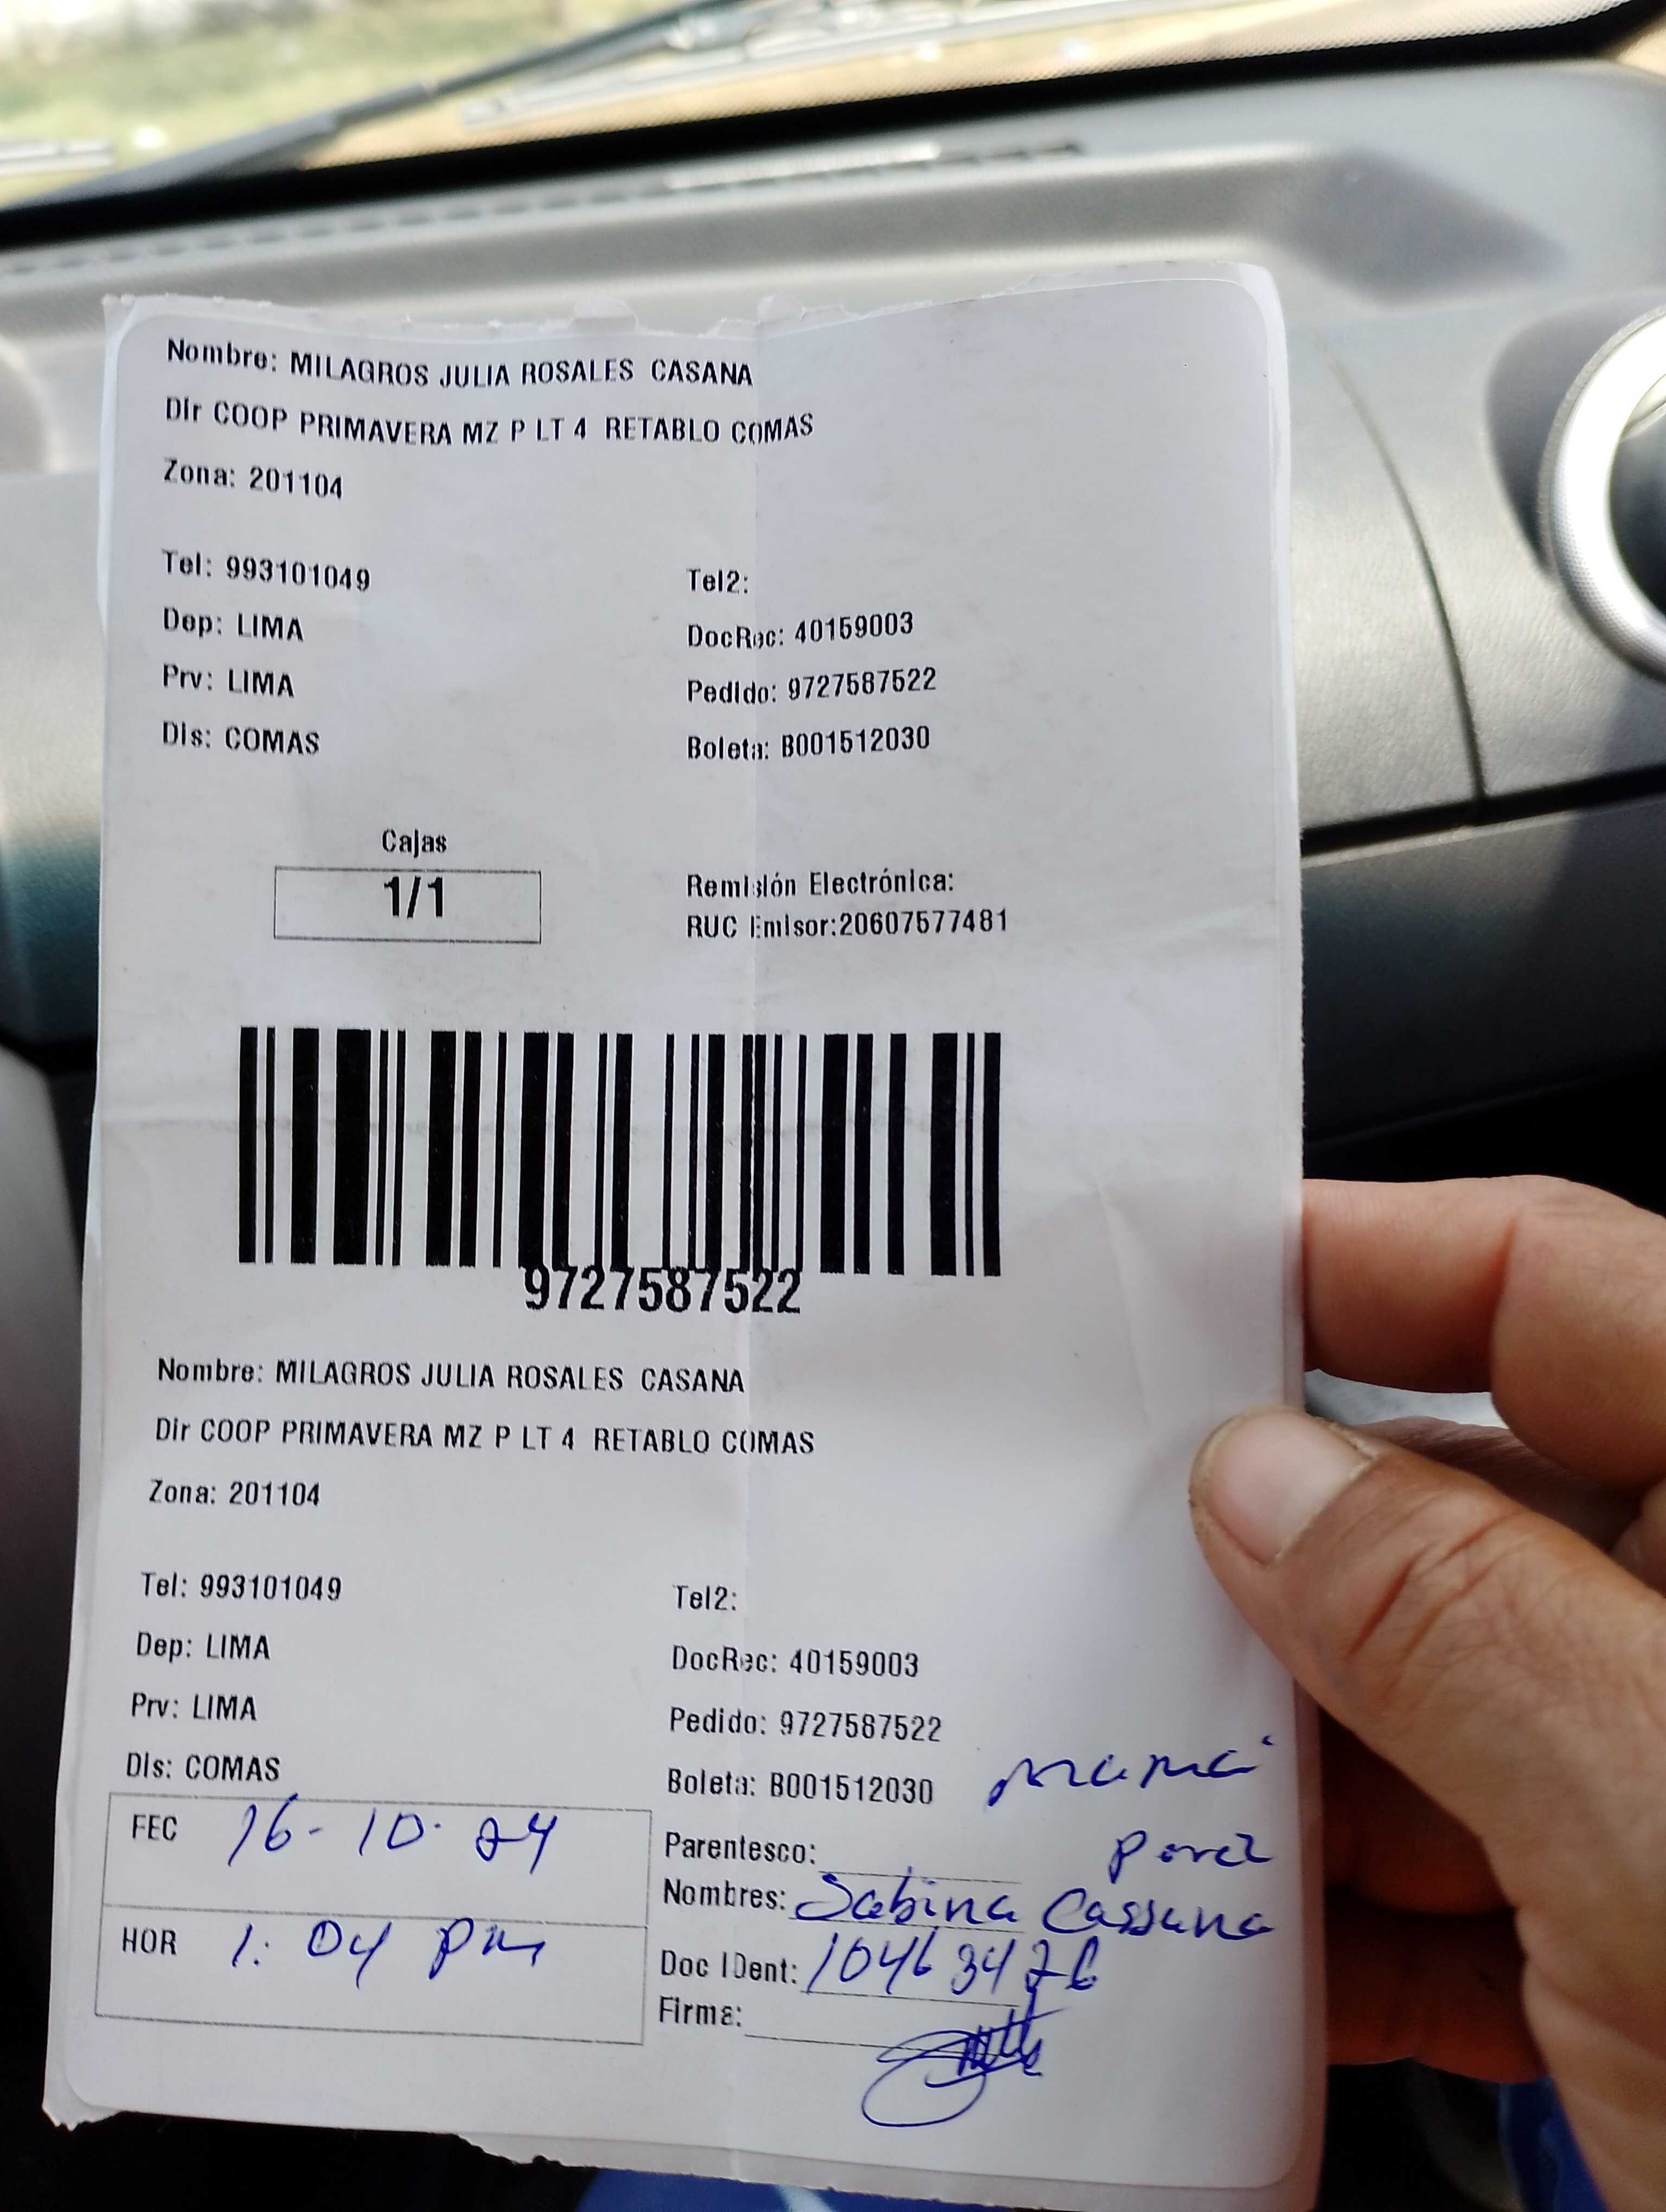 Nombre: MILAGROS JULIA ROSALES CASANA
Dir COOP PRIMAVERA MZ P LT 4 RETABLO COMAS
Zona: 201104
Tel: 993101049 Tel2:
Dep: LIMA DocRec: 40159003
Prv: LIMA Pedido: 9727587522
Dis: COMAS Boleta: B001512030
Cajas
1/1
Remisión Electrónica:
RUC Emisor:20607577481
9727587522
Nombre: MILAGROS JULIA ROSALES CASANA
Dir COOP PRIMAVERA MZ P LT 4 RETABLO COMAS
Zona: 201104
Tel: 993101049 Tel2:
Dep: LIMA DocRec: 40159003
Prv: LIMA Pedido: 9727587522
Dis: COMAS Boleta: B001512030
mamá
FEC 16-10-24
Parentesco:
Nombres: Sabina Cassana
HOR 1:04 pm
Doc IDent: 10463476
Firma: